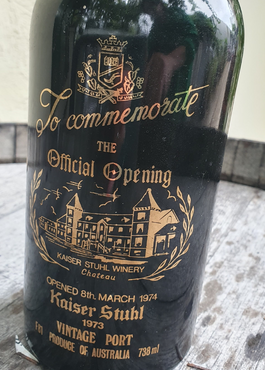 To commemorate
THE
Official Opening
KAISER STUHL WINERY
Chateau
OPENED 8th. MARCH 1974
Kaiser Stuhl
1973
VINTAGE PORT
PRODUCE OF AUSTRALIA 738 ml